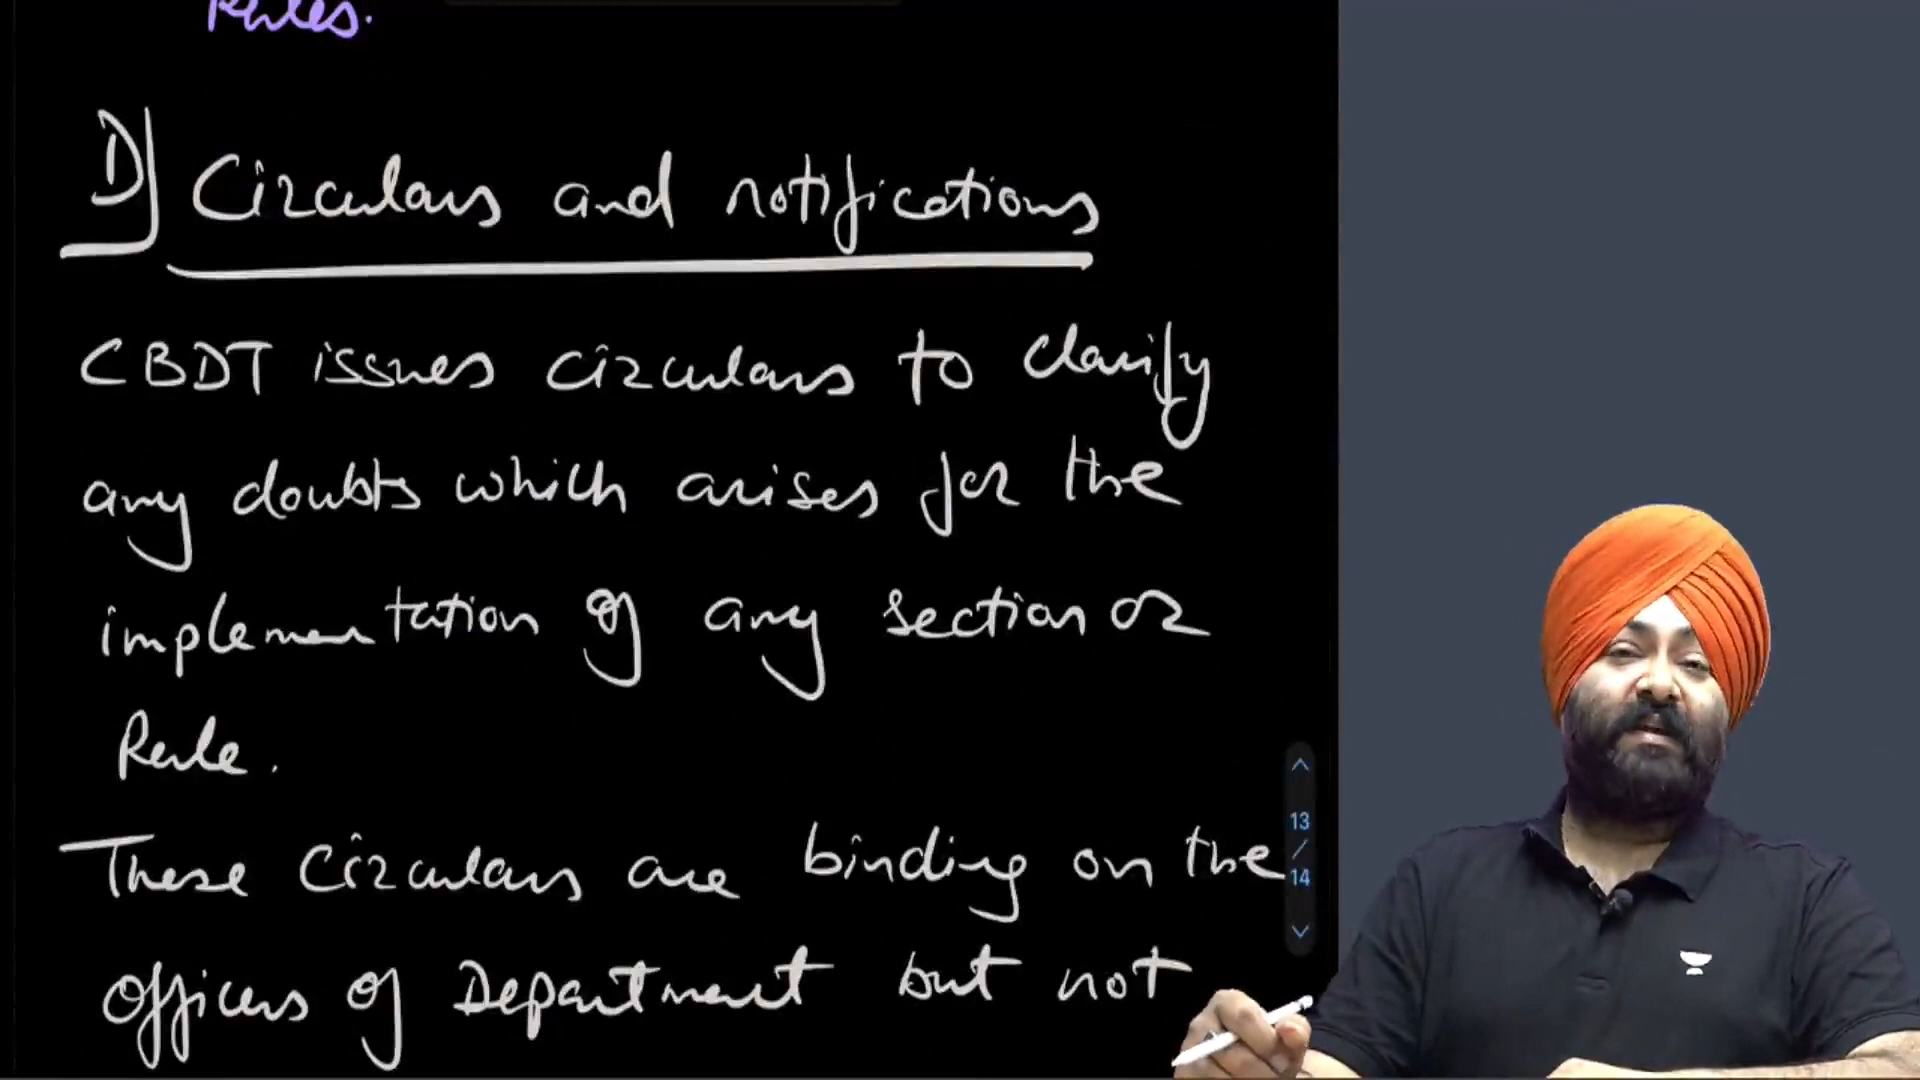 Rules.
D) Circulars and notifications
CBDT issues circulars to clarify
any doubts which arises for the
implementation of any section or
Rule.
These circulars are binding on the
officers of Department but not
13
/
14